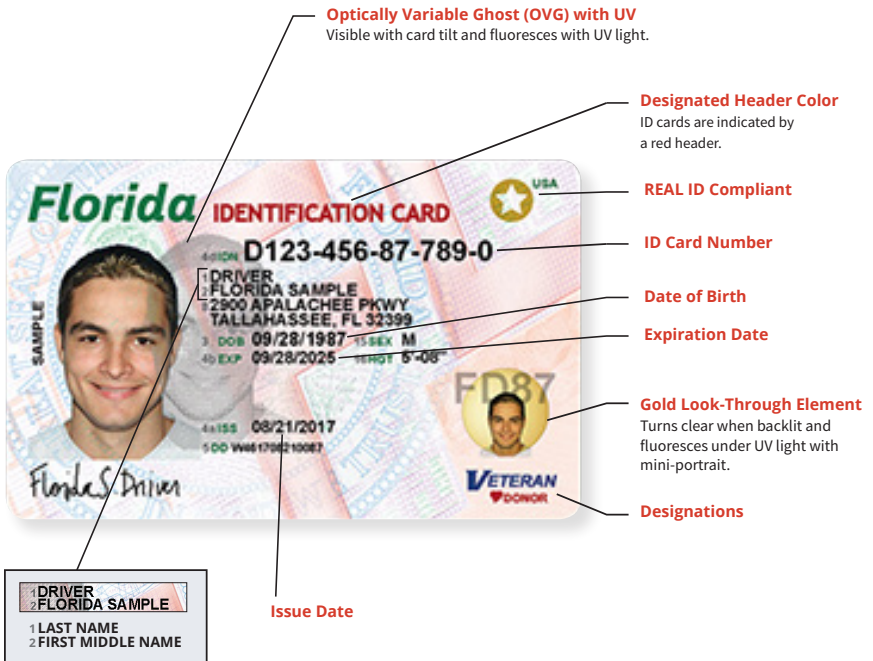 Optically Variable Ghost (OVG) with UV
Visible with card tilt and fluoresces with UV light.
Designated Header Color
ID cards are indicated by
a red header.
Florida IDENTIFICATION CARD
USA
REAL ID Compliant
4d IDN D123-456-87-789-0
ID Card Number
1 DRIVER
2 FLORIDA SAMPLE
8 2900 APALACHEE PKWY
TALLAHASSEE, FL 32399
SAMPLE
Date of Birth
3 DOB 09/28/1987 15 SEX M
Expiration Date
4b EXP 09/28/2025 16 HGT 5'-08"
FD87
Gold Look-Through Element
Turns clear when backlit and
fluoresces under UV light with
mini-portrait.
4a ISS 08/21/2017
5 DD W461708210087
Florida S. Driver
VETERAN
DONOR
Designations
Issue Date
1 DRIVER
2 FLORIDA SAMPLE
1 LAST NAME
2 FIRST MIDDLE NAME